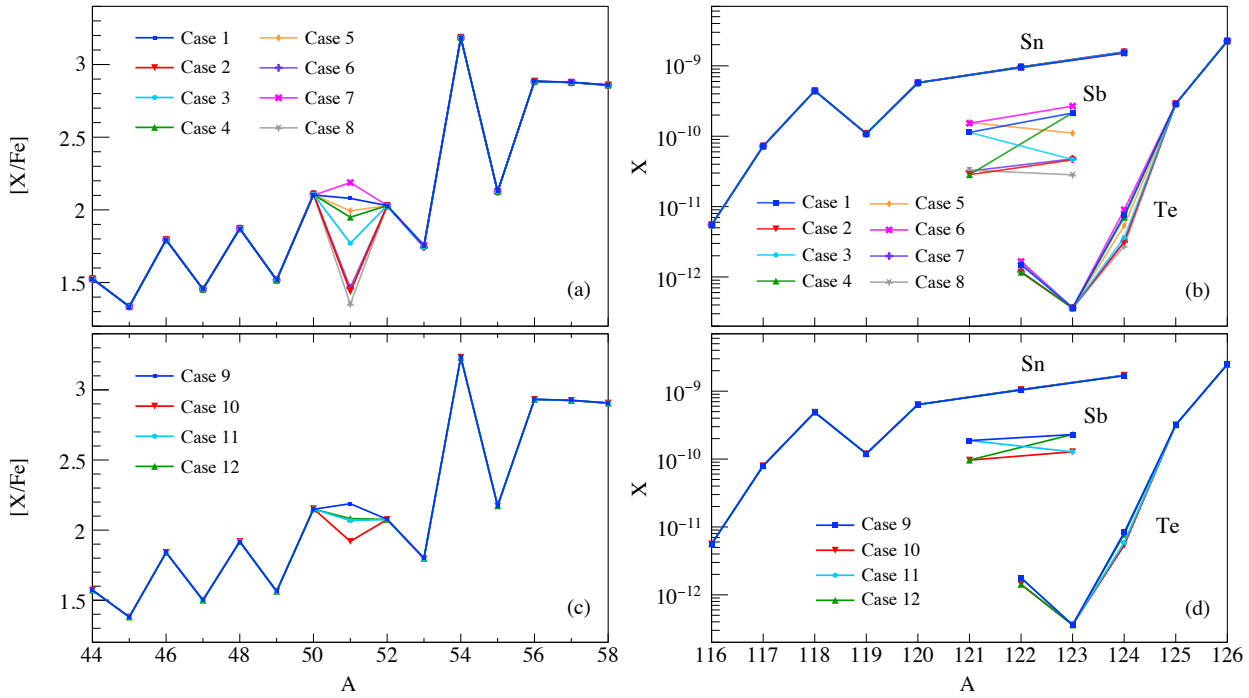 [X/Fe]
3
2.5
2
1.5
Case 1
Case 2
Case 3
Case 4
Case 5
Case 6
Case 7
Case 8
(a)
X
10⁻⁹
10⁻¹⁰
10⁻¹¹
10⁻¹²
Sn
Sb
Te
Case 1
Case 2
Case 3
Case 4
Case 5
Case 6
Case 7
Case 8
(b)
[X/Fe]
3
2.5
2
1.5
Case 9
Case 10
Case 11
Case 12
(c)
44 46 48 50 52 54 56 58
A
X
10⁻⁹
10⁻¹⁰
10⁻¹¹
10⁻¹²
Sn
Sb
Te
Case 9
Case 10
Case 11
Case 12
(d)
116 117 118 119 120 121 122 123 124 125 126
A